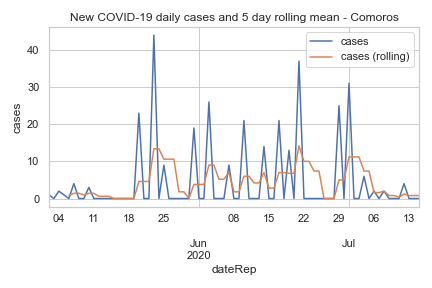 New COVID-19 daily cases and 5 day rolling mean - Comoros
cases
cases (rolling)
40
30
20
10
0
cases
04 11 18 25 08 15 22 29 06 13
Jun Jul
2020
dateRep